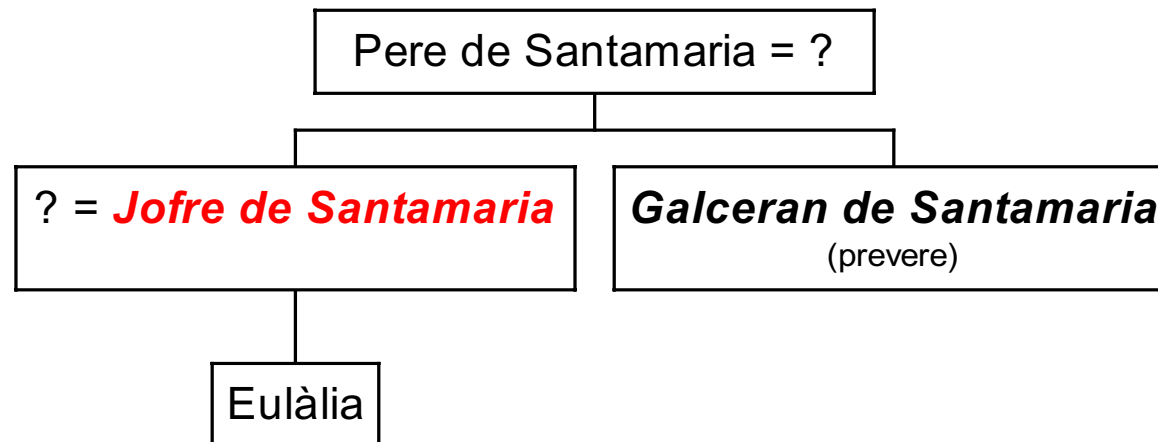 Pere de Santamaria = ?
? = Jofre de Santamaria
Galceran de Santamaria
(prevere)
Eulàlia